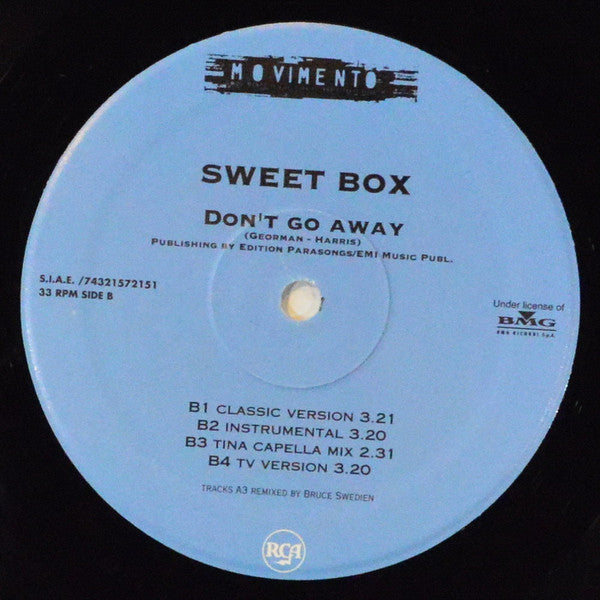 MOVIMENTO
SWEET BOX
DON'T GO AWAY
(GEORMAN - HARRIS)
PUBLISHING BY EDITION PARASONGS/EMI MUSIC PUBL.
S.I.A.E. /74321572151
33 RPM SIDE B
Under license of
BMG
BMG RICORDI S.p.A.
B1 CLASSIC VERSION 3.21
B2 INSTRUMENTAL 3.20
B3 TINA CAPELLA MIX 2.31
B4 TV VERSION 3.20
TRACKS A3 REMIXED BY BRUCE SWEDIEN
RCA